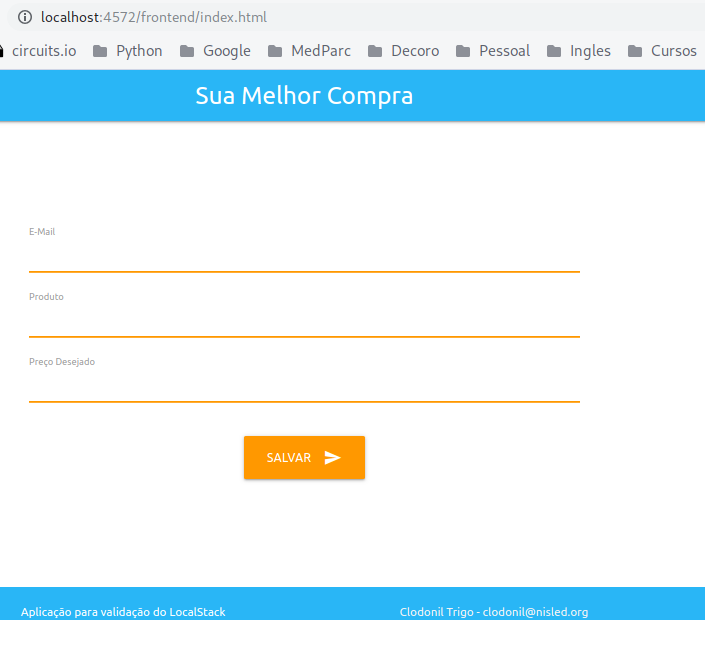 localhost:4572/frontend/index.html
circuits.io Python Google MedParc Decoro Pessoal Ingles Cursos
Sua Melhor Compra
E-Mail
Produto
Preço Desejado
SALVAR
Aplicação para validação do LocalStack Clodonil Trigo - clodonil@nisled.org